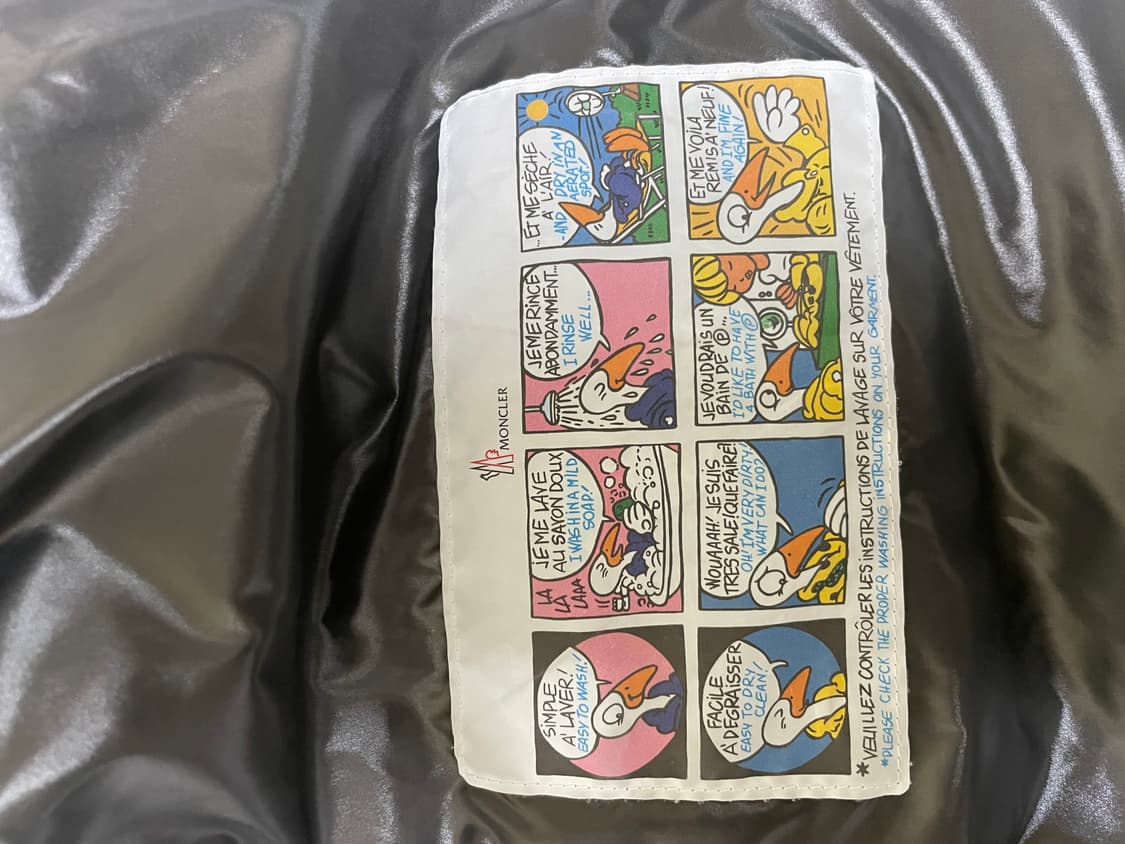 MONCLER
SIMPLE
A' LAVER!
EASY TO WASH!
LA
LA
LAAA
JE ME LAVE
AU SAVON DOUX
I WASH IN A MILD
SOAP!
JE ME RINCE
ABONDAMMENT...
I RINSE
WELL...
...ET ME SÈCHE
A' L'AIR!
-AND DRY IN AN
AERATED
SPOT!
FACILE
A' DÉGRAISSER
EASY TO DRY
CLEAN!
WOUAAAH! JE SUIS
TRES SALE! QUE FAIRE!
OH! I'M VERY DIRTY!
WHAT CAN I DO?
JE VOUDRAIS UN
BAIN DE Ⓟ...
I'D LIKE TO HAVE
A BATH WITH Ⓟ
ET ME VOILA
REMIS A' NEUF!
AND I'M FINE
AGAIN!
*VEUILLEZ CONTRÔLER LES INSTRUCTIONS DE LAVAGE SUR VÔTRE VÊTEMENT.
*PLEASE CHECK THE PROPER WASHING INSTRUCTIONS ON YOUR GARMENT.